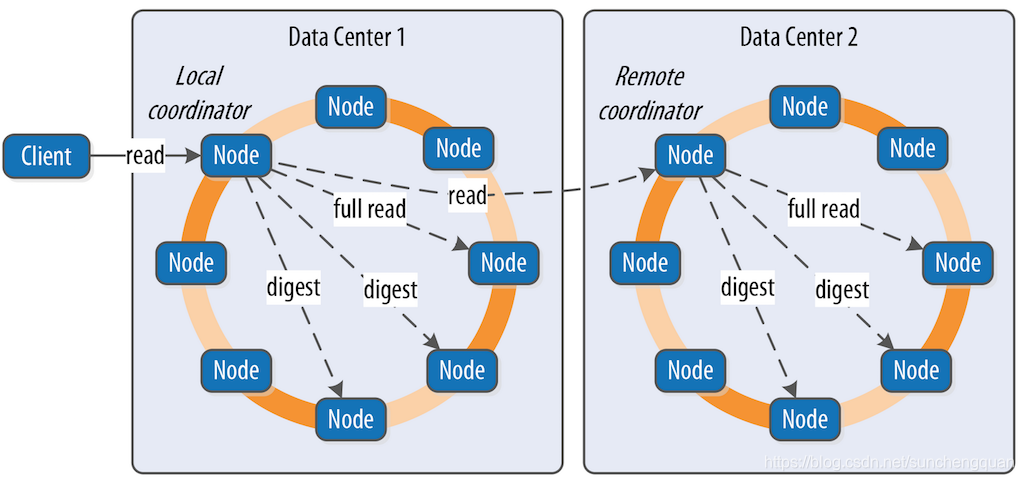 Data Center 1
Data Center 2
Local
coordinator
Remote
coordinator
Node
Node
Node
Node
Client
read
Node
Node
Node
Node
read
full read
full read
Node
Node
Node
Node
digest
digest
digest
digest
Node
Node
Node
Node
Node
Node
https://blog.csdn.net/sunchengquan